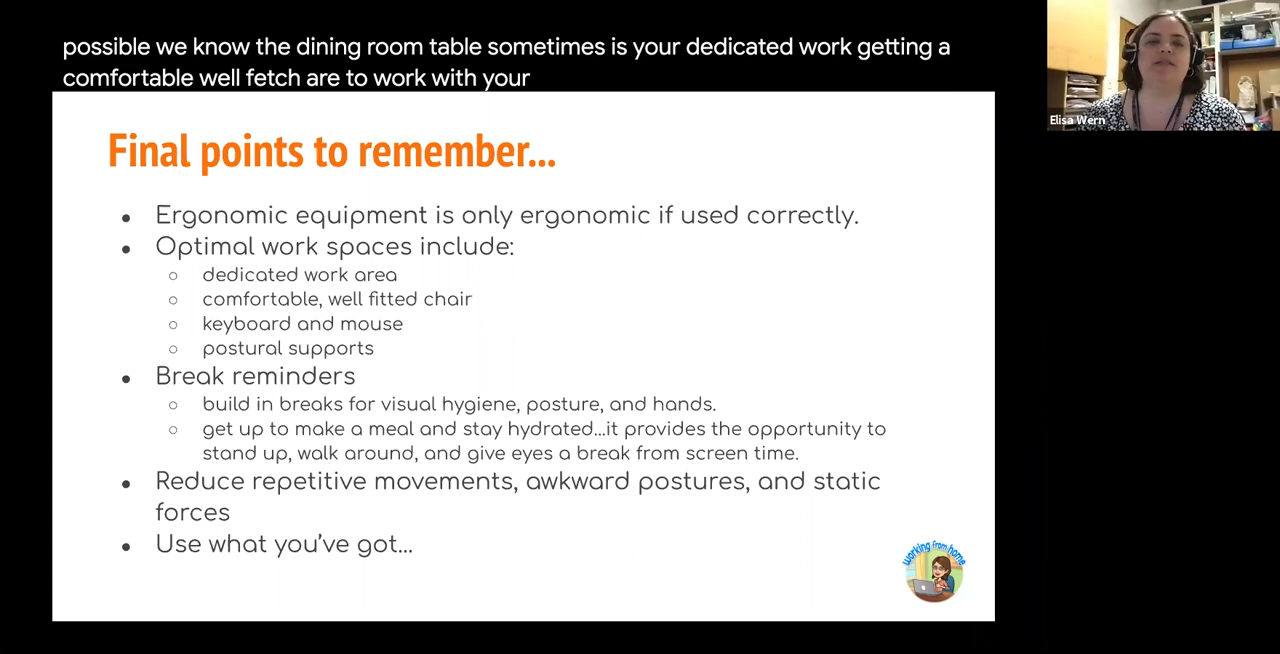 possible we know the dining room table sometimes is your dedicated work getting a
comfortable well fetch are to work with your
Elisa Wern
Final points to remember...
● Ergonomic equipment is only ergonomic if used correctly.
● Optimal work spaces include:
○ dedicated work area
○ comfortable, well fitted chair
○ keyboard and mouse
○ postural supports
● Break reminders
○ build in breaks for visual hygiene, posture, and hands.
○ get up to make a meal and stay hydrated...it provides the opportunity to
stand up, walk around, and give eyes a break from screen time.
● Reduce repetitive movements, awkward postures, and static
forces
● Use what you've got...
working from home